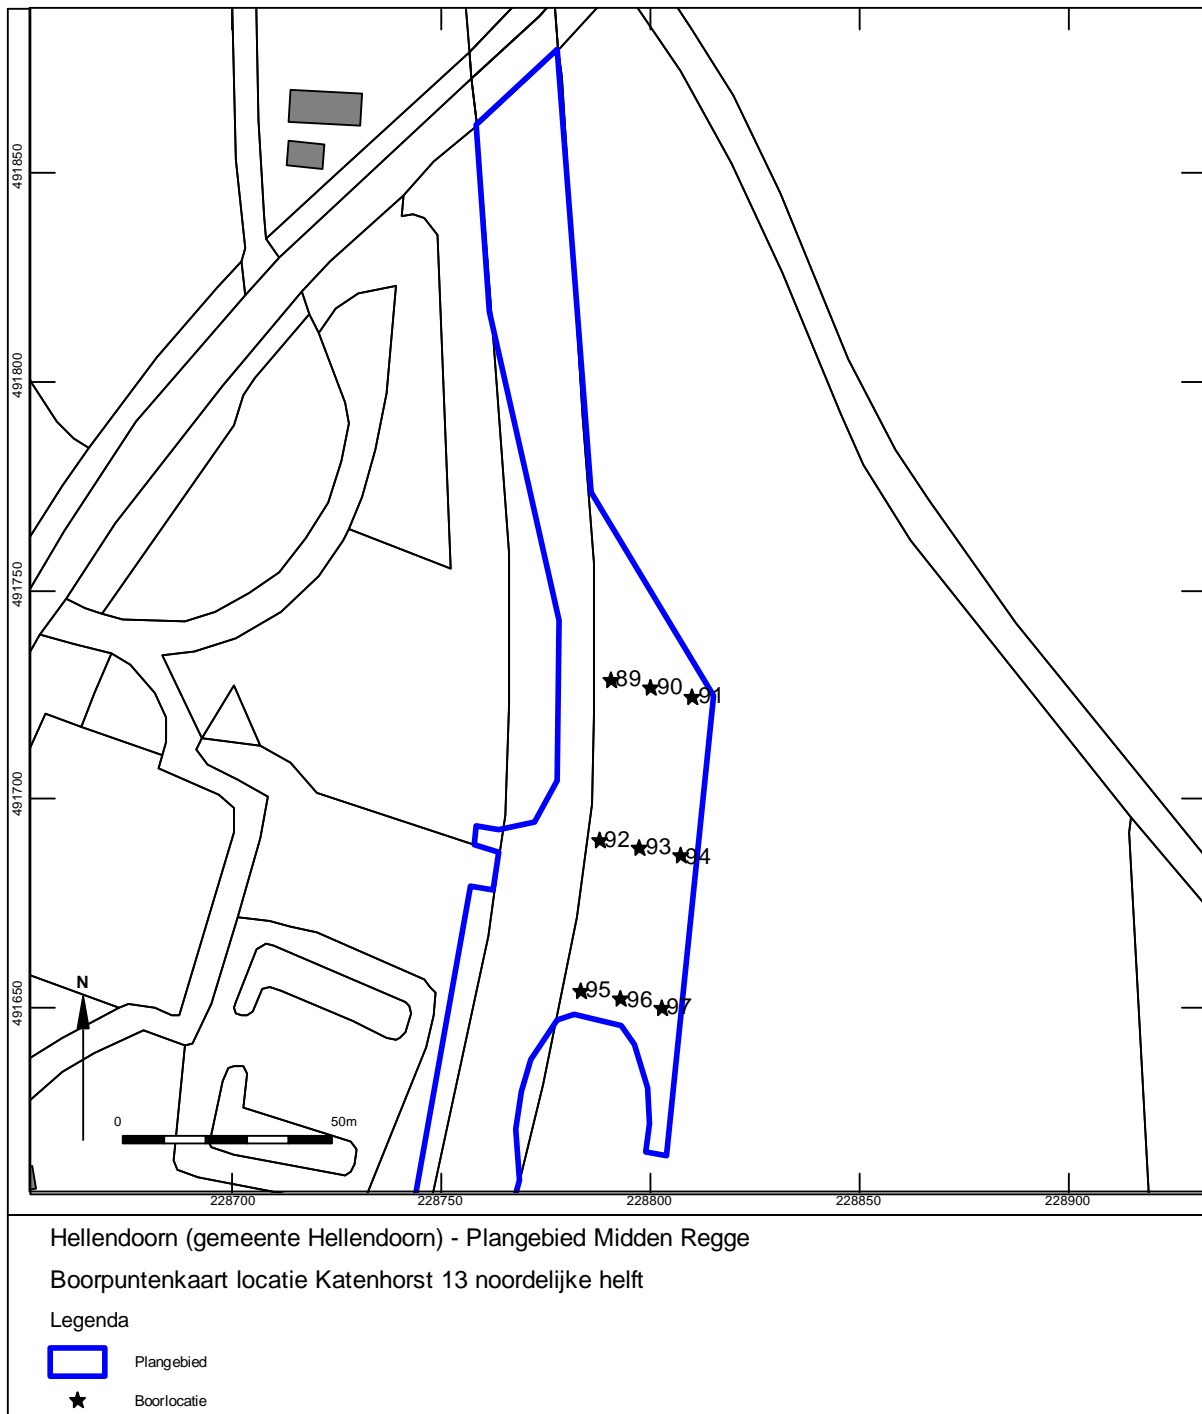 491850
491800
491750
491700
491650
89
90
91
92
93
94
95
96
97
N
0 50m
228700 228750 228800 228850 228900
Hellendoorn (gemeente Hellendoorn) - Plangebied Midden Regge
Boorpuntenkaart locatie Katenhorst 13 noordelijke helft
Legenda
Plangebied
Boorlocatie